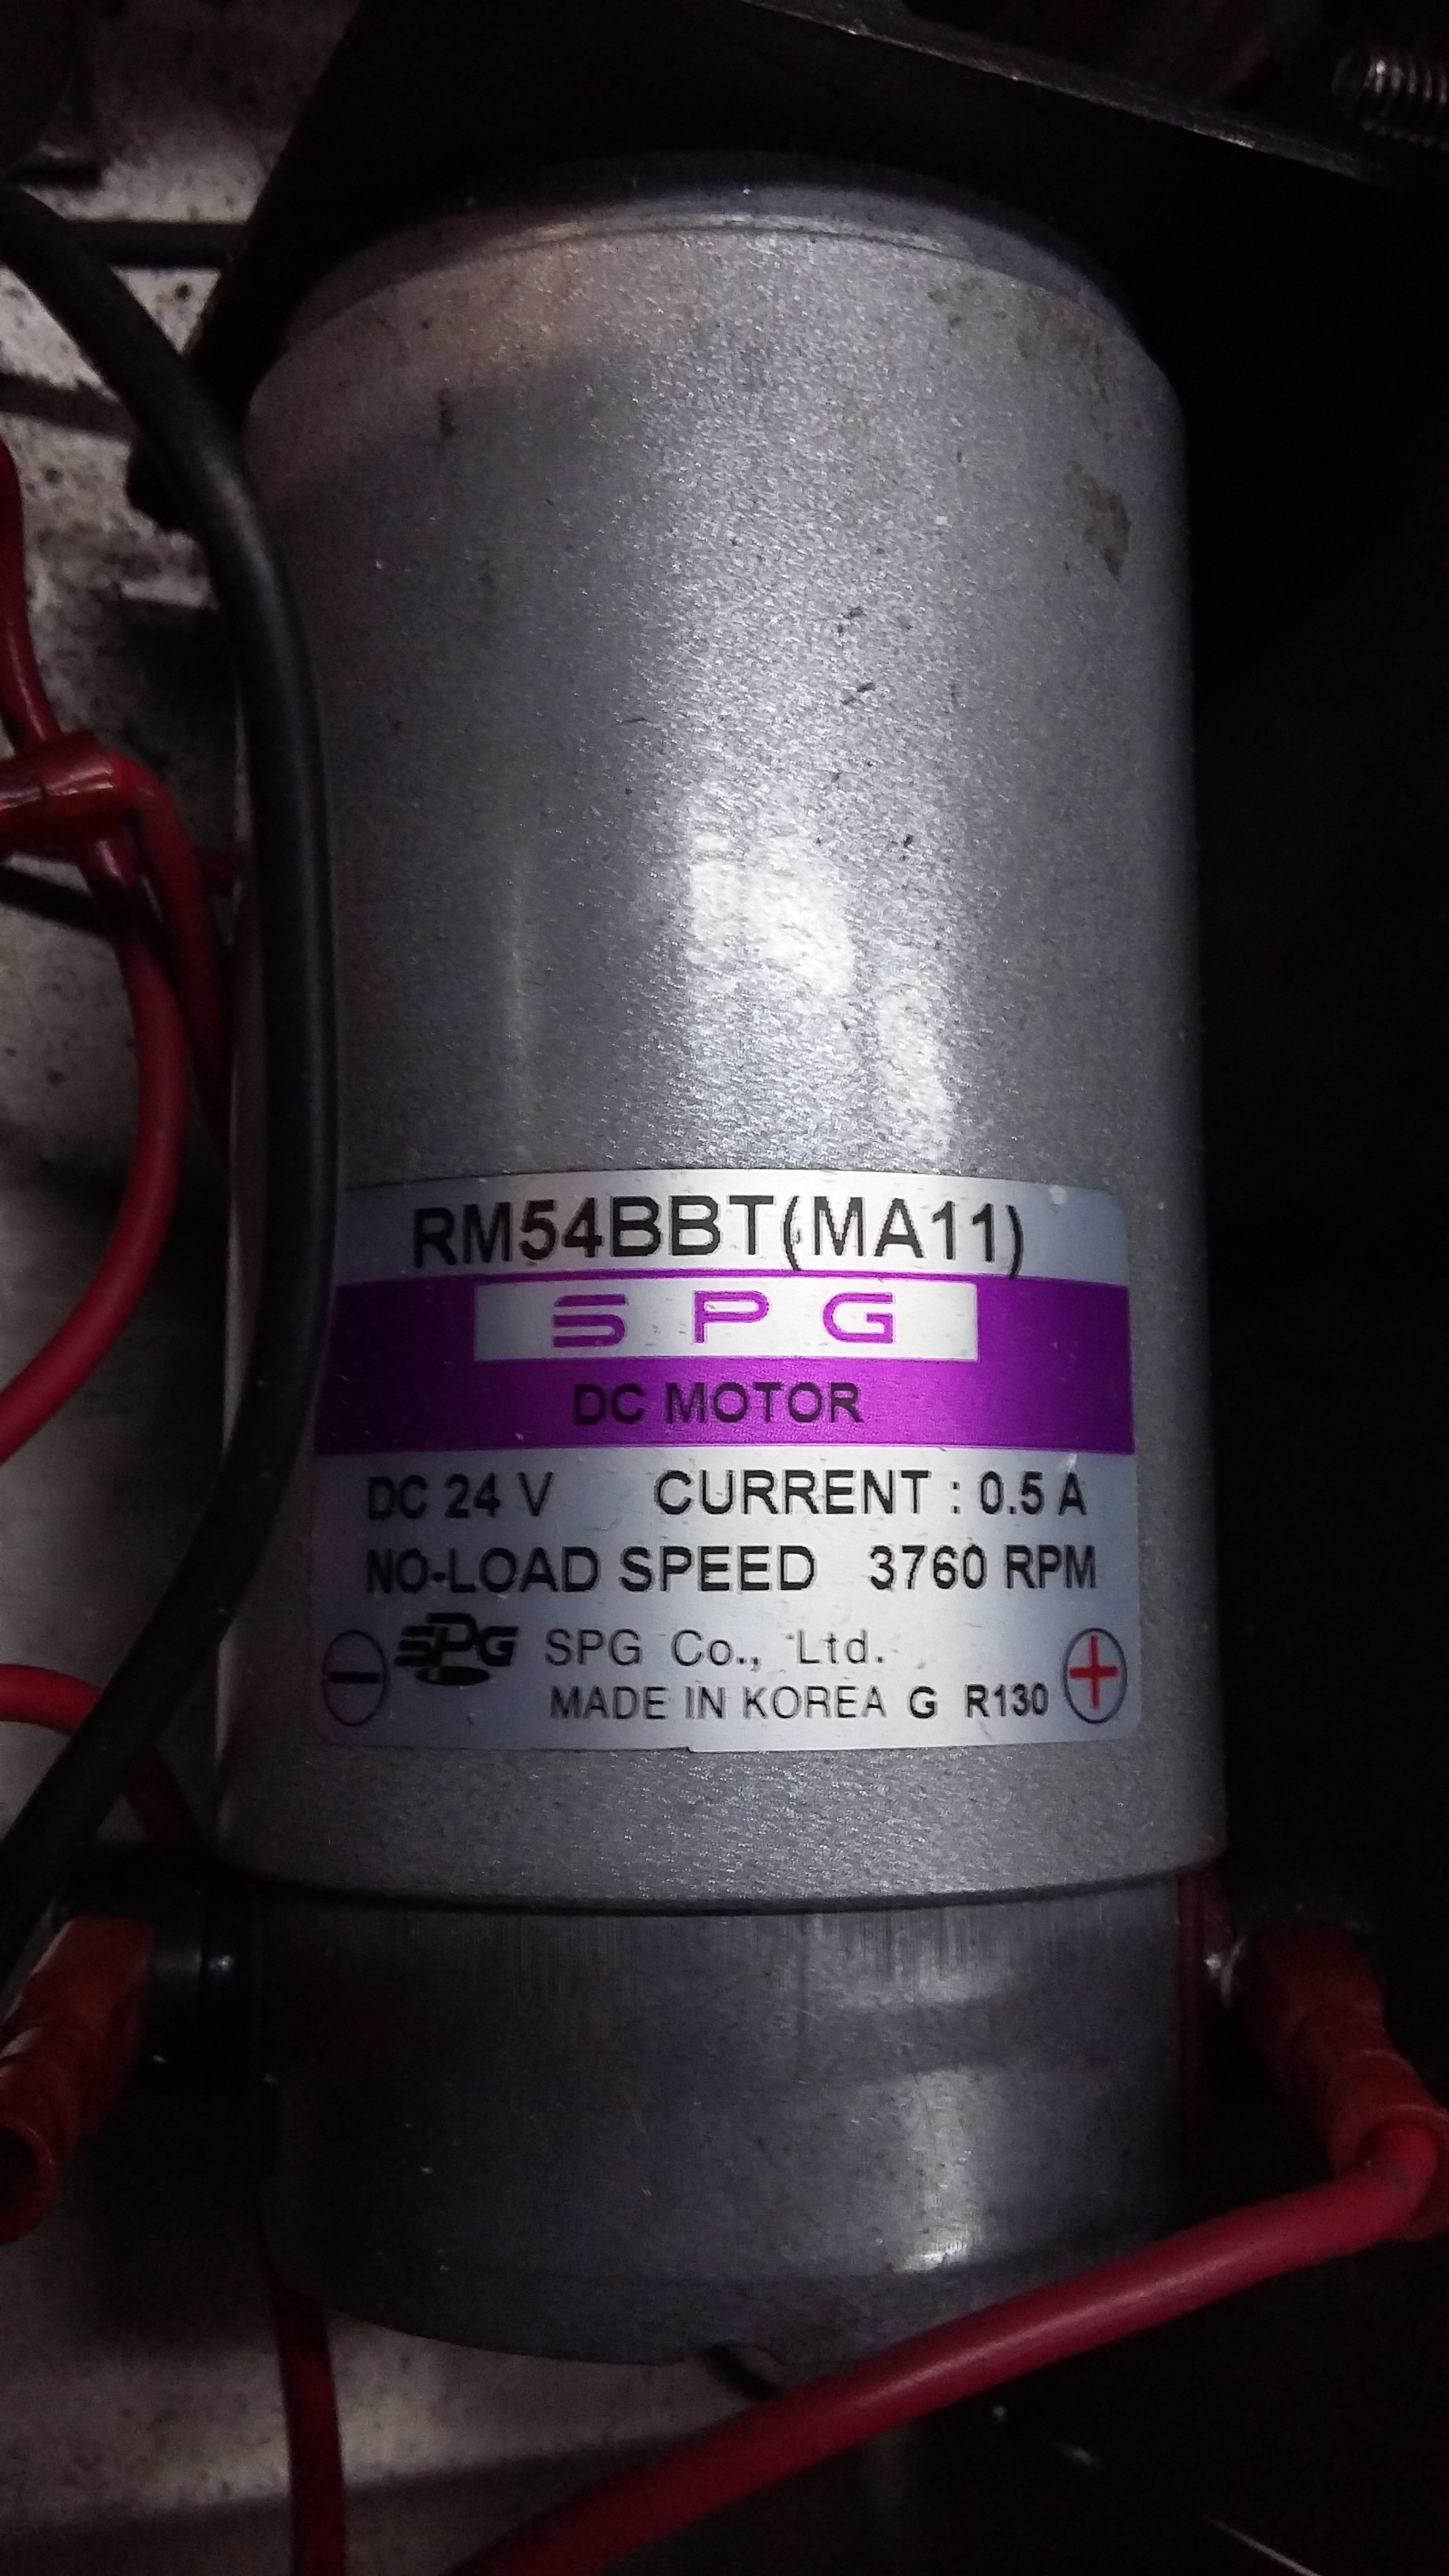 RM54BBT(MA11)
SPG
DC MOTOR
DC 24 V CURRENT : 0.5 A
NO-LOAD SPEED 3760 RPM
SPG SPG Co., Ltd.
− MADE IN KOREA G R130 +